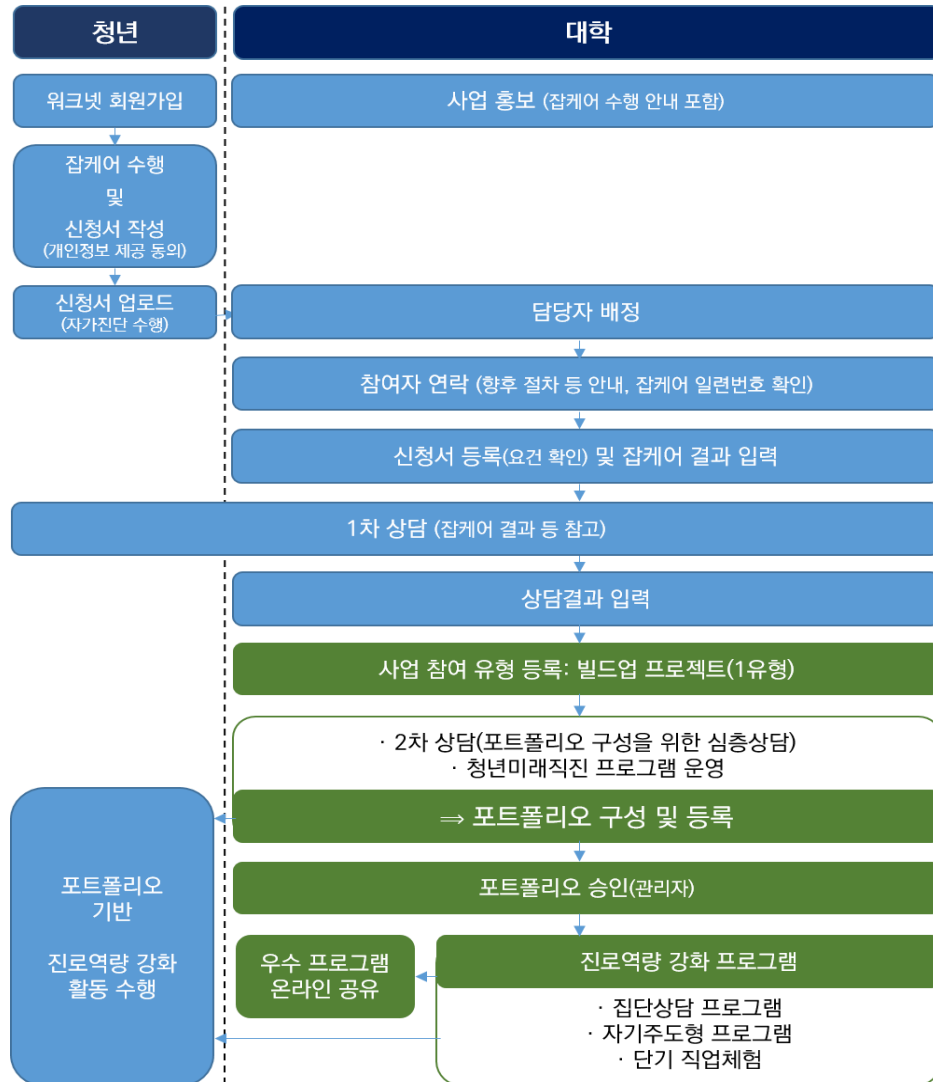 청년
대학
워크넷 회원가입
사업 홍보 (잡케어 수행 안내 포함)
잡케어 수행
및
신청서 작성
(개인정보 제공 동의)
신청서 업로드
(자가진단 수행)
담당자 배정
참여자 연락 (향후 절차 등 안내, 잡케어 일련번호 확인)
신청서 등록(요건 확인) 및 잡케어 결과 입력
1차 상담 (잡케어 결과 등 참고)
상담결과 입력
사업 참여 유형 등록: 빌드업 프로젝트(1유형)
· 2차 상담(포트폴리오 구성을 위한 심층상담)
· 청년미래직진 프로그램 운영
⇒ 포트폴리오 구성 및 등록
포트폴리오 승인(관리자)
포트폴리오
기반
진로역량 강화
활동 수행
우수 프로그램
온라인 공유
진로역량 강화 프로그램
· 집단상담 프로그램
· 자기주도형 프로그램
· 단기 직업체험